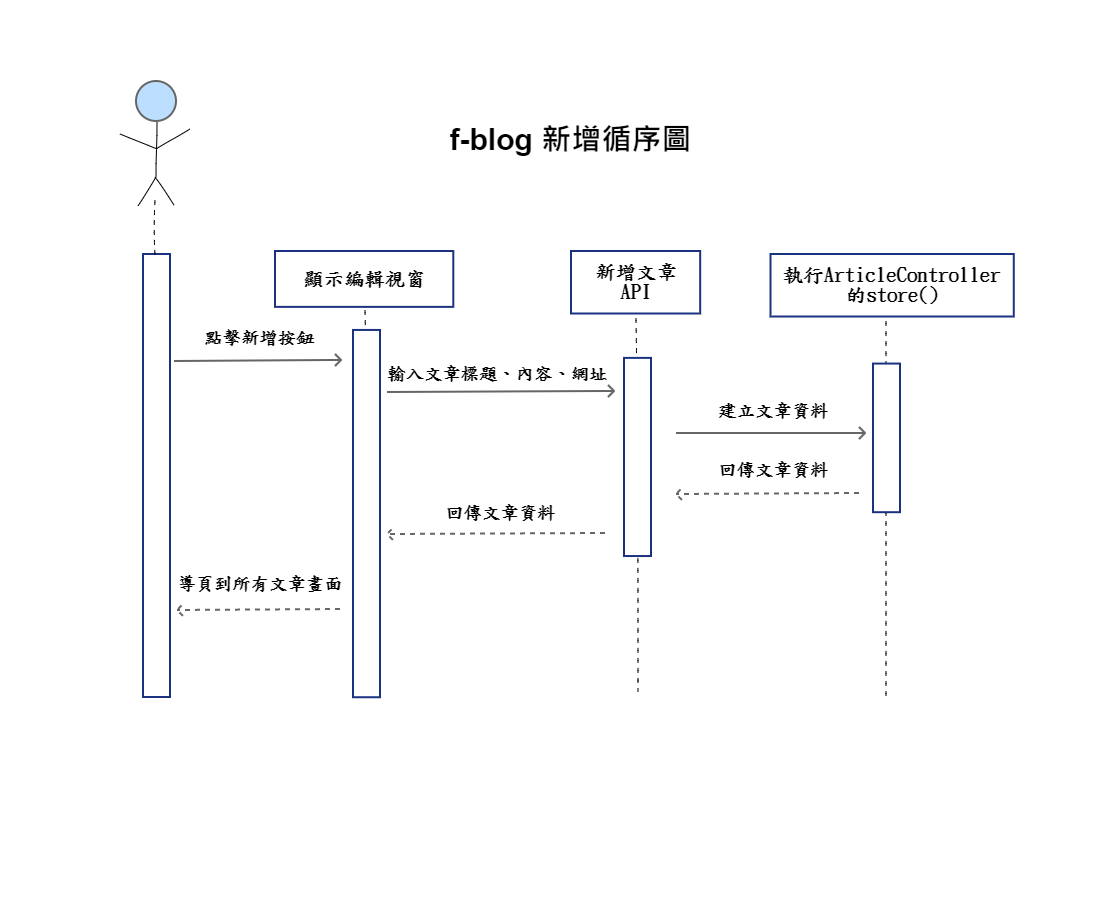 f-blog 新增循序圖
顯示編輯視窗
新增文章
API
執行ArticleController
的store()
點擊新增按鈕
輸入文章標題、內容、網址
建立文章資料
回傳文章資料
回傳文章資料
導頁到所有文章畫面